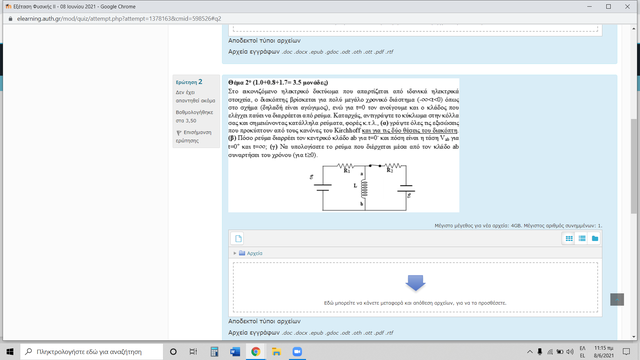 Εξέταση Φυσικής ΙΙ - 08 Ιουνίου 2021 - Google Chrome
elearning.auth.gr/mod/quiz/attempt.php?attempt=1378163&cmid=598526#q2
Αποδεκτοί τύποι αρχείων
Αρχεία εγγράφων .doc .docx .epub .gdoc .odt .oth .ott .pdf .rtf
Ερώτηση 2
Δεν έχει απαντηθεί ακόμα
Βαθμολογήθηκε στα 3,50
Επισήμανση ερώτησης
Θέμα 2º (1.0+0.8+1.7= 3.5 μονάδες)
Στο εικονιζόμενο ηλεκτρικό δικτύωμα που απαρτίζεται από ιδανικά ηλεκτρικά
στοιχεία, ο διακόπτης βρίσκεται για πολύ μεγάλο χρονικό διάστημα (-∞<t<0) όπως
στο σχήμα (δηλαδή είναι αγώγιμος), ενώ για t=0 τον ανοίγουμε και ο κλάδος που
ελέγχει παύει να διαρρέεται από ρεύμα. Καταρχάς, αντιγράψτε το κύκλωμα στην κόλλα
σας και σημειώνοντας κατάλληλα ρεύματα, φορές κ.τ.λ., (α) γράψτε όλες τις εξισώσεις
που προκύπτουν από τους κανόνες του Kirchhoff και για τις δύο θέσεις του διακόπτη.
(β) Πόσο ρεύμα διαρρέει τον κεντρικό κλάδο ab για t=0⁻ και πόση είναι η τάση Vab για
t=0⁺ και t=∞; (γ) Να υπολογίσετε το ρεύμα που διέρχεται μέσα από τον κλάδο ab
συναρτήσει του χρόνου (για t≥0).
R₁ a R₂
L
b
Μέγιστο μέγεθος για νέα αρχεία: 4GB. Μέγιστος αριθμός συνημμένων: 1.
Αρχεία
Εδώ μπορείτε να κάνετε μεταφορά και απόθεση αρχείων, για να τα προσθέσετε.
Αποδεκτοί τύποι αρχείων
Αρχεία εγγράφων .doc .docx .epub .gdoc .odt .oth .ott .pdf .rtf
Πληκτρολογήστε εδώ για αναζήτηση
ΕΛ
EL
11:15 πμ
8/6/2021